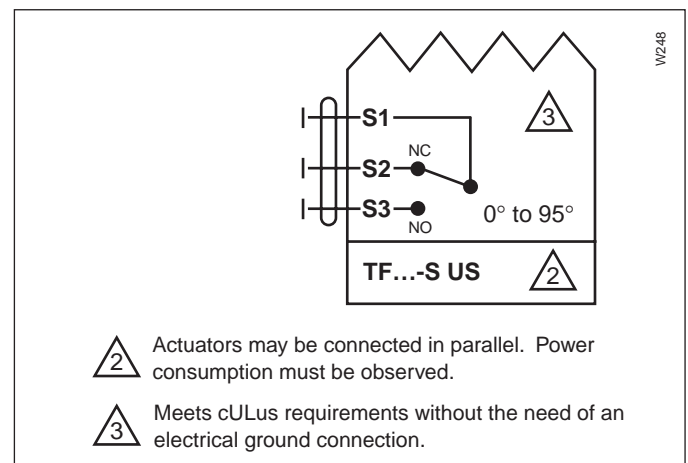 W248
3
S1
NC
S2
S3
NO
0° to 95°
TF…-S US
2
2
Actuators may be connected in parallel. Power
consumption must be observed.
3
Meets cULus requirements without the need of an
electrical ground connection.